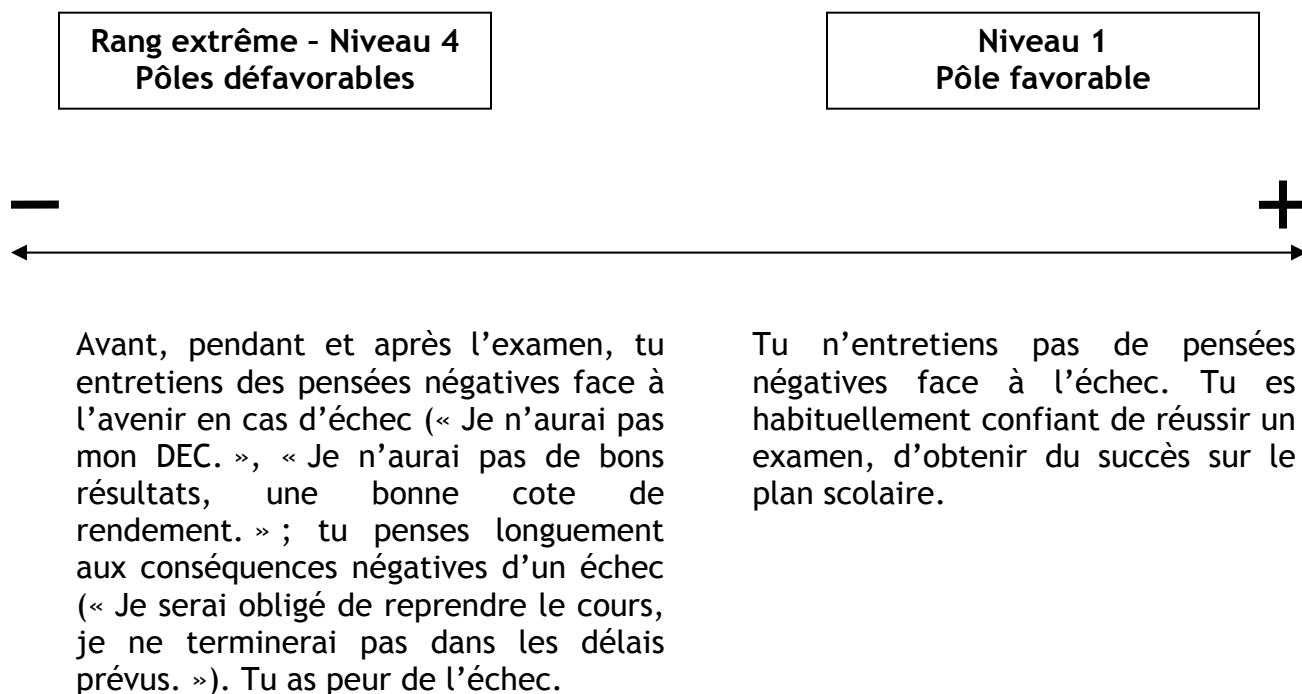 Rang extrême – Niveau 4
Pôles défavorables
Niveau 1
Pôle favorable
–
+
Avant, pendant et après l’examen, tu
entretiens des pensées négatives face à
l’avenir en cas d’échec (« Je n’aurai pas
mon DEC. », « Je n’aurai pas de bons
résultats, une bonne cote de
rendement. » ; tu penses longuement
aux conséquences négatives d’un échec
(« Je serai obligé de reprendre le cours,
je ne terminerai pas dans les délais
prévus. »). Tu as peur de l’échec.
Tu n’entretiens pas de pensées
négatives face à l’échec. Tu es
habituellement confiant de réussir un
examen, d’obtenir du succès sur le
plan scolaire.